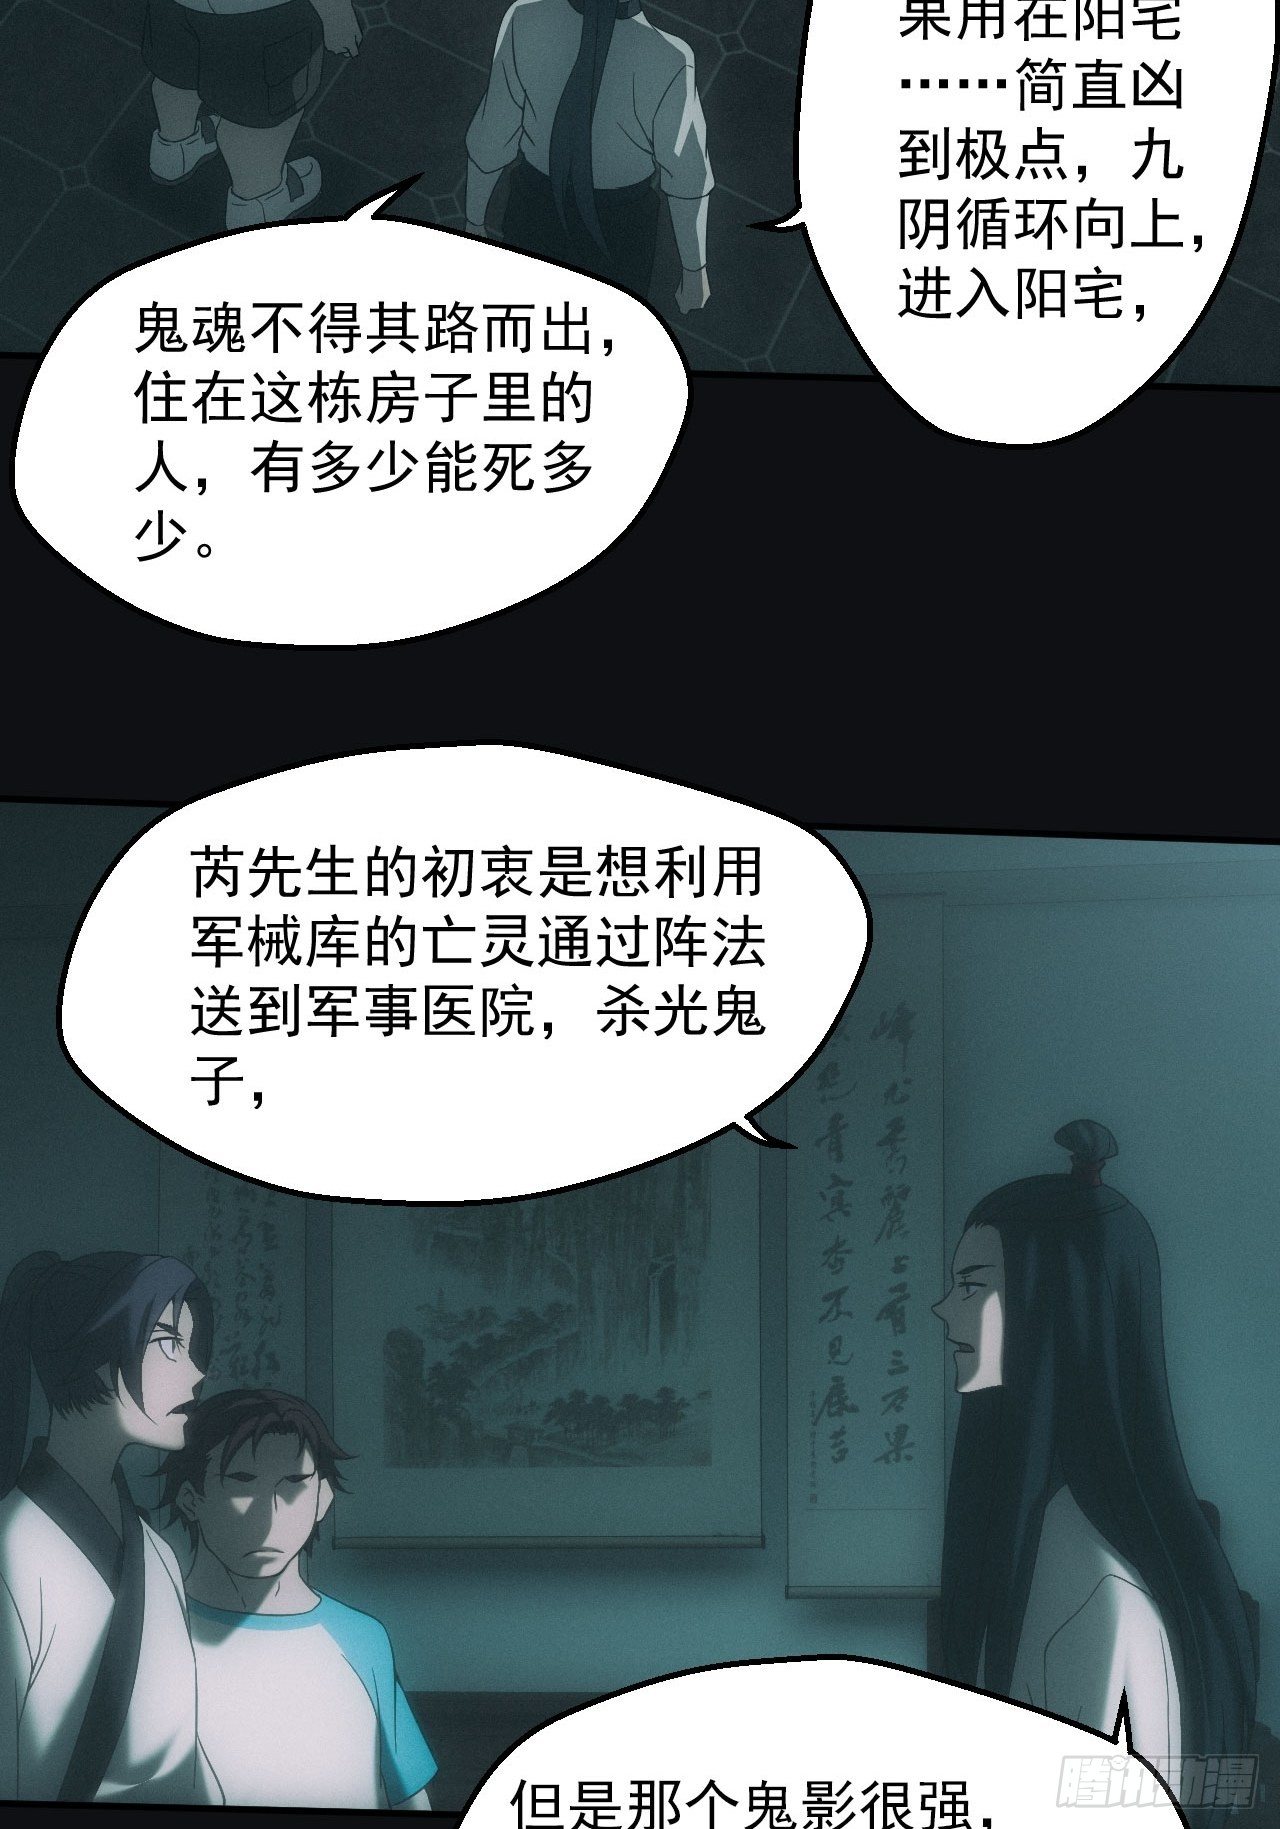 果用在阳宅
……简直凶
到极点，九
阴循环向上，
进入阳宅，
鬼魂不得其路而出，
住在这栋房子里的
人，有多少能死多
少。
芮先生的初衷是想利用
军械库的亡灵通过阵法
送到军事医院，杀光鬼
子，
但是那个鬼影很强，
腾讯动漫